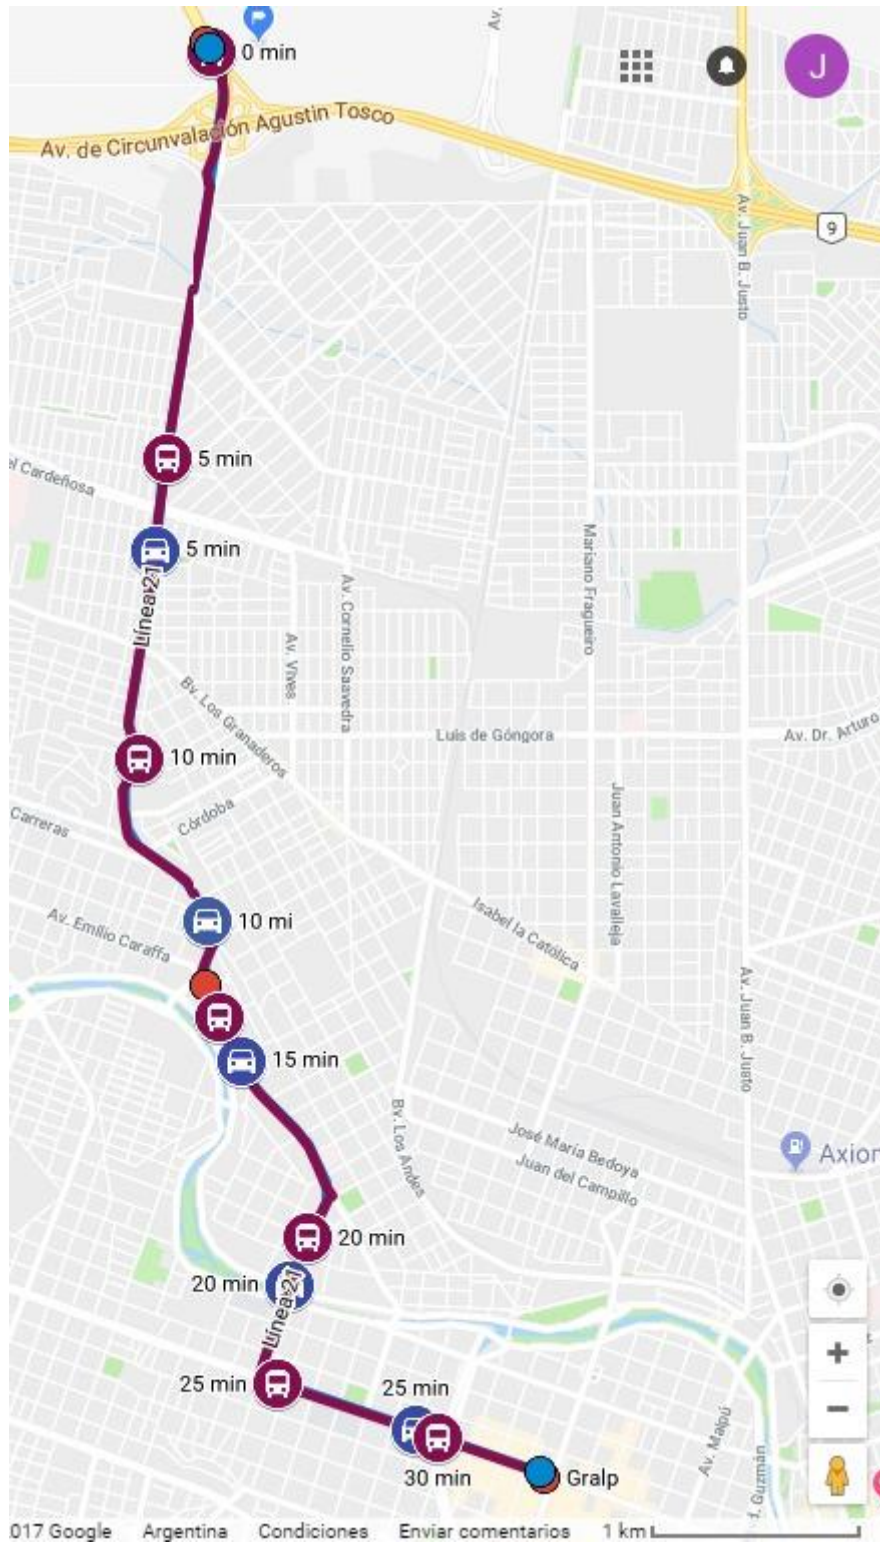 0 min
J
Av.
Av. de Circunvalación Agustin Tosco
9
Av. Juan B. Justo
5 min
el Cardeñosa
5 min
Línea 21
Mariano Fragueiro
Av. Cornelio Saavedra
Av. Vives
Bv. Los Granaderos
Luis de Góngora
Av. Dr. Arturo
10 min
Córdoba
Carreras
Juan Antonio Lavalleja
10 mi
Av. Emilio Caraffa
Isabel la Católica
Av. Juan B. Justo
15 min
Bv. Los Andes
José María Bedoya
Juan del Campillo
Axion
20 min
20 min
Línea 21
25 min
25 min
30 min
Gralp
Av. Maipú
Guzmán
017 Google Argentina Condiciones Enviar comentarios 1 km